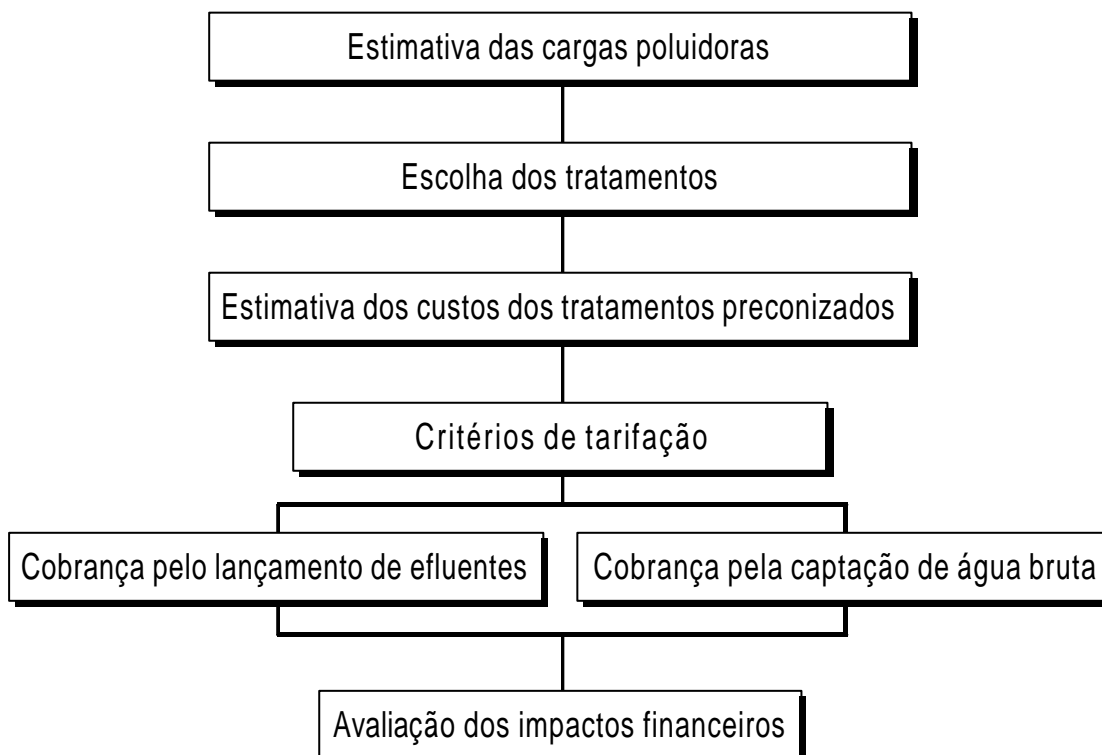 Estimativa das cargas poluidoras
Escolha dos tratamentos
Estimativa dos custos dos tratamentos preconizados
Critérios de tarifação
Cobrança pelo lançamento de efluentes
Cobrança pela captação de água bruta
Avaliação dos impactos financeiros